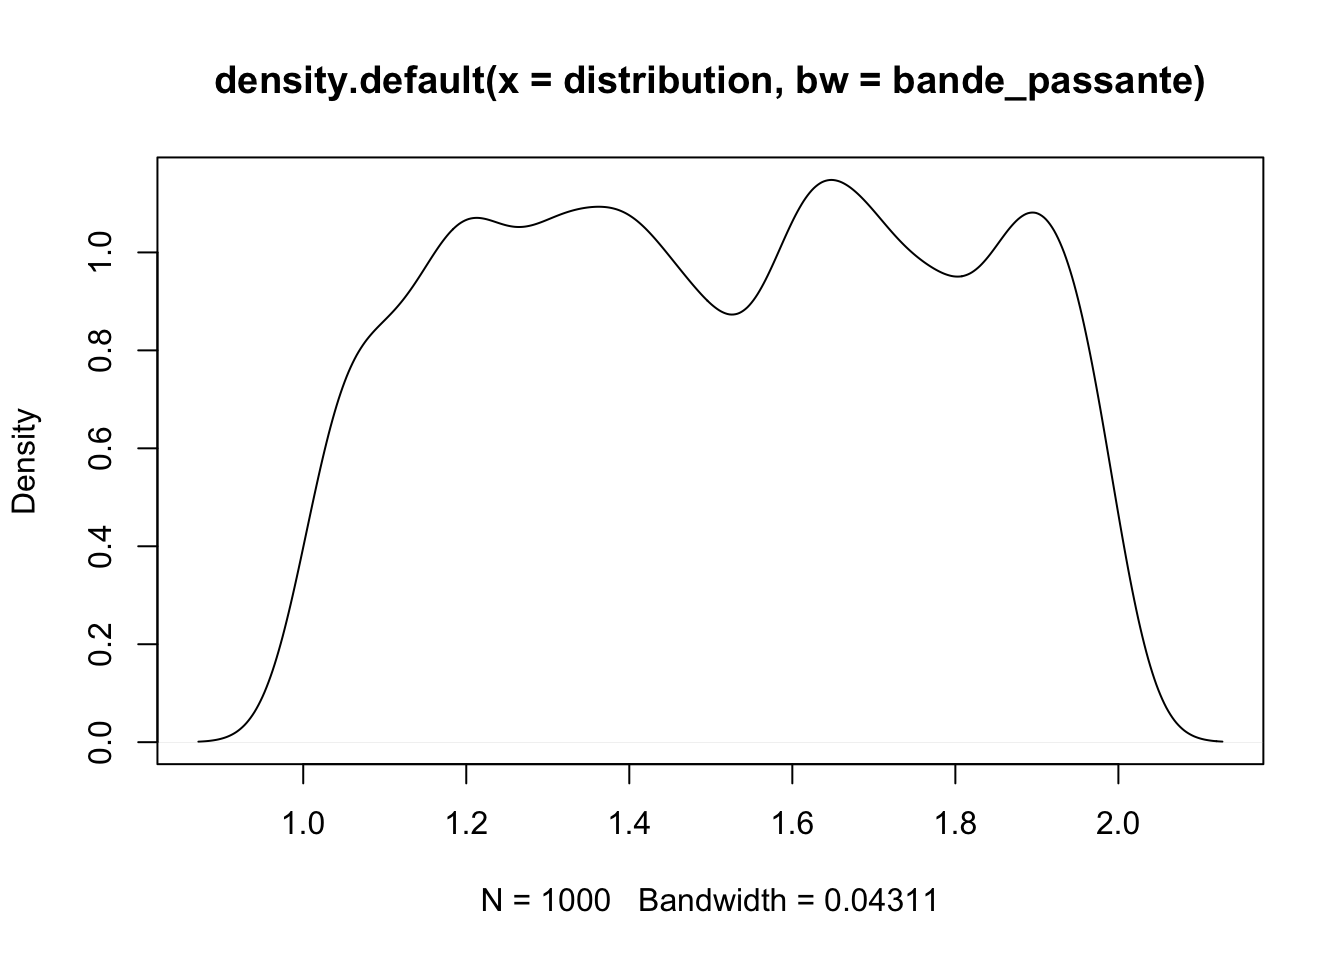 density.default(x = distribution, bw = bande_passante)
Density
1.0
0.8
0.6
0.4
0.2
0.0
1.0 1.2 1.4 1.6 1.8 2.0
N = 1000 Bandwidth = 0.04311